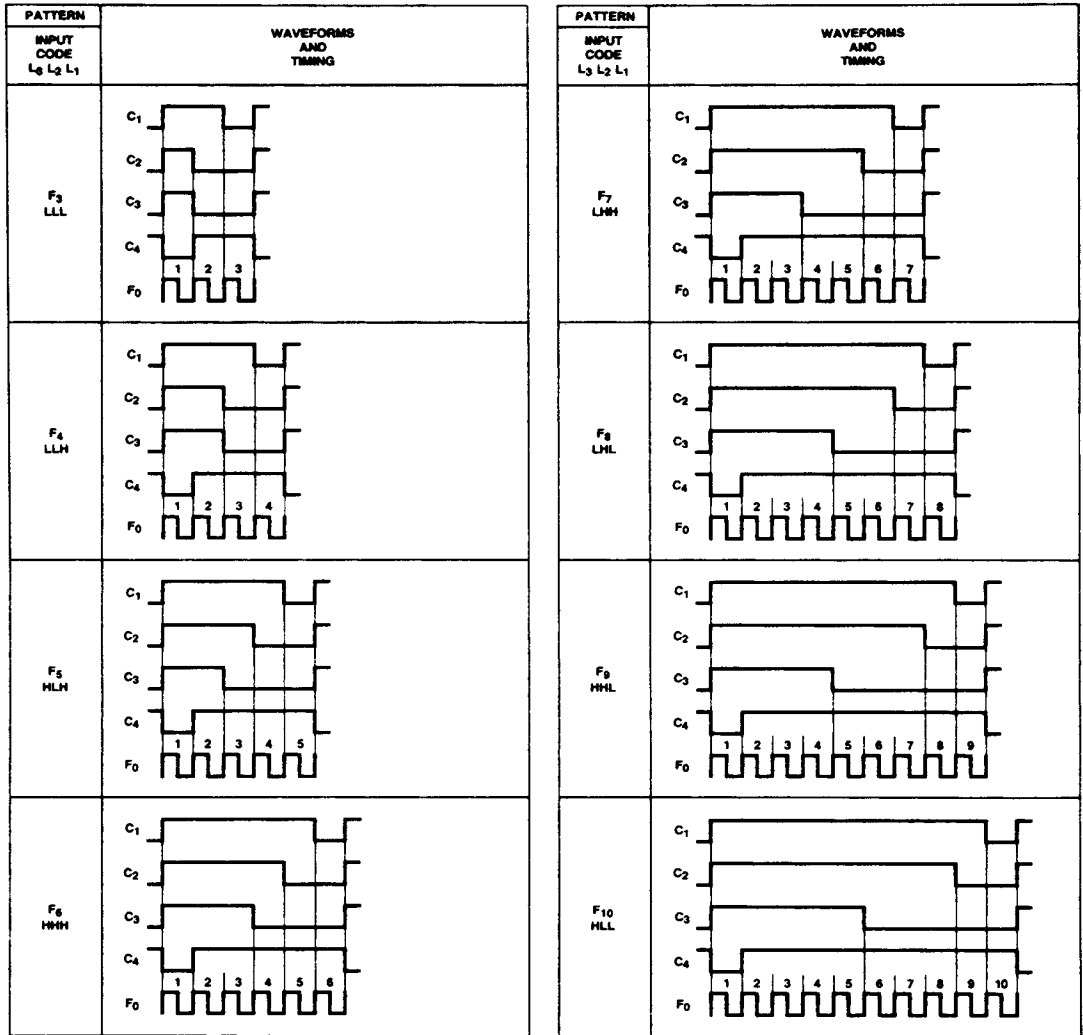 PATTERN
INPUT
CODE
L8 L2 L1
WAVEFORMS
AND
TIMING
F3
LLL
C1
C2
C3
C4
1 2 3
F0
F4
LLH
C1
C2
C3
C4
1 2 3 4
F0
F5
HLH
C1
C2
C3
C4
1 2 3 4 5
F0
F6
HHH
C1
C2
C3
C4
1 2 3 4 5 6
F0
PATTERN
INPUT
CODE
L3 L2 L1
WAVEFORMS
AND
TIMING
F7
LHH
C1
C2
C3
C4
1 2 3 4 5 6 7
F0
F8
LHL
C1
C2
C3
C4
1 2 3 4 5 6 7 8
F0
F9
HHL
C1
C2
C3
C4
1 2 3 4 5 6 7 8 9
F0
F10
HLL
C1
C2
C3
C4
1 2 3 4 5 6 7 8 9 10
F0